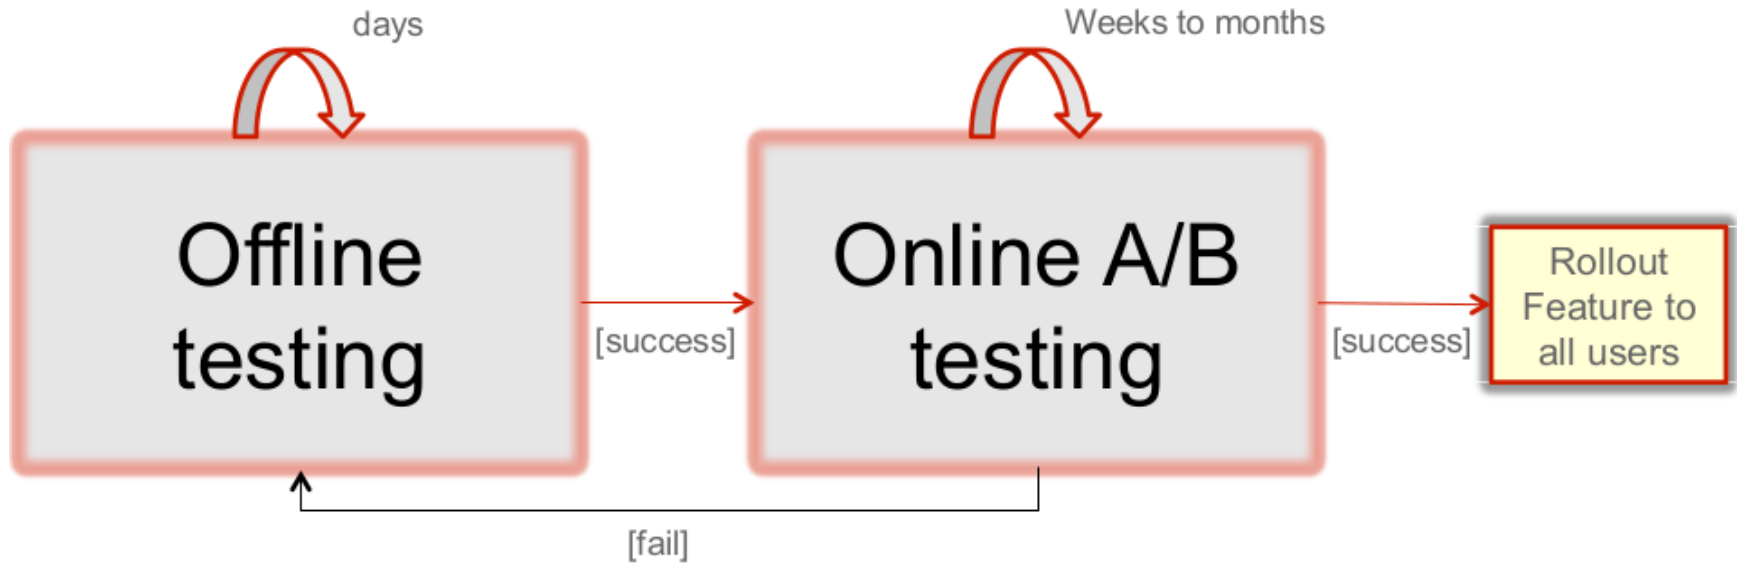 days
Weeks to months
Offline
testing
[success]
Online A/B
testing
[success]
Rollout
Feature to
all users
[fail]